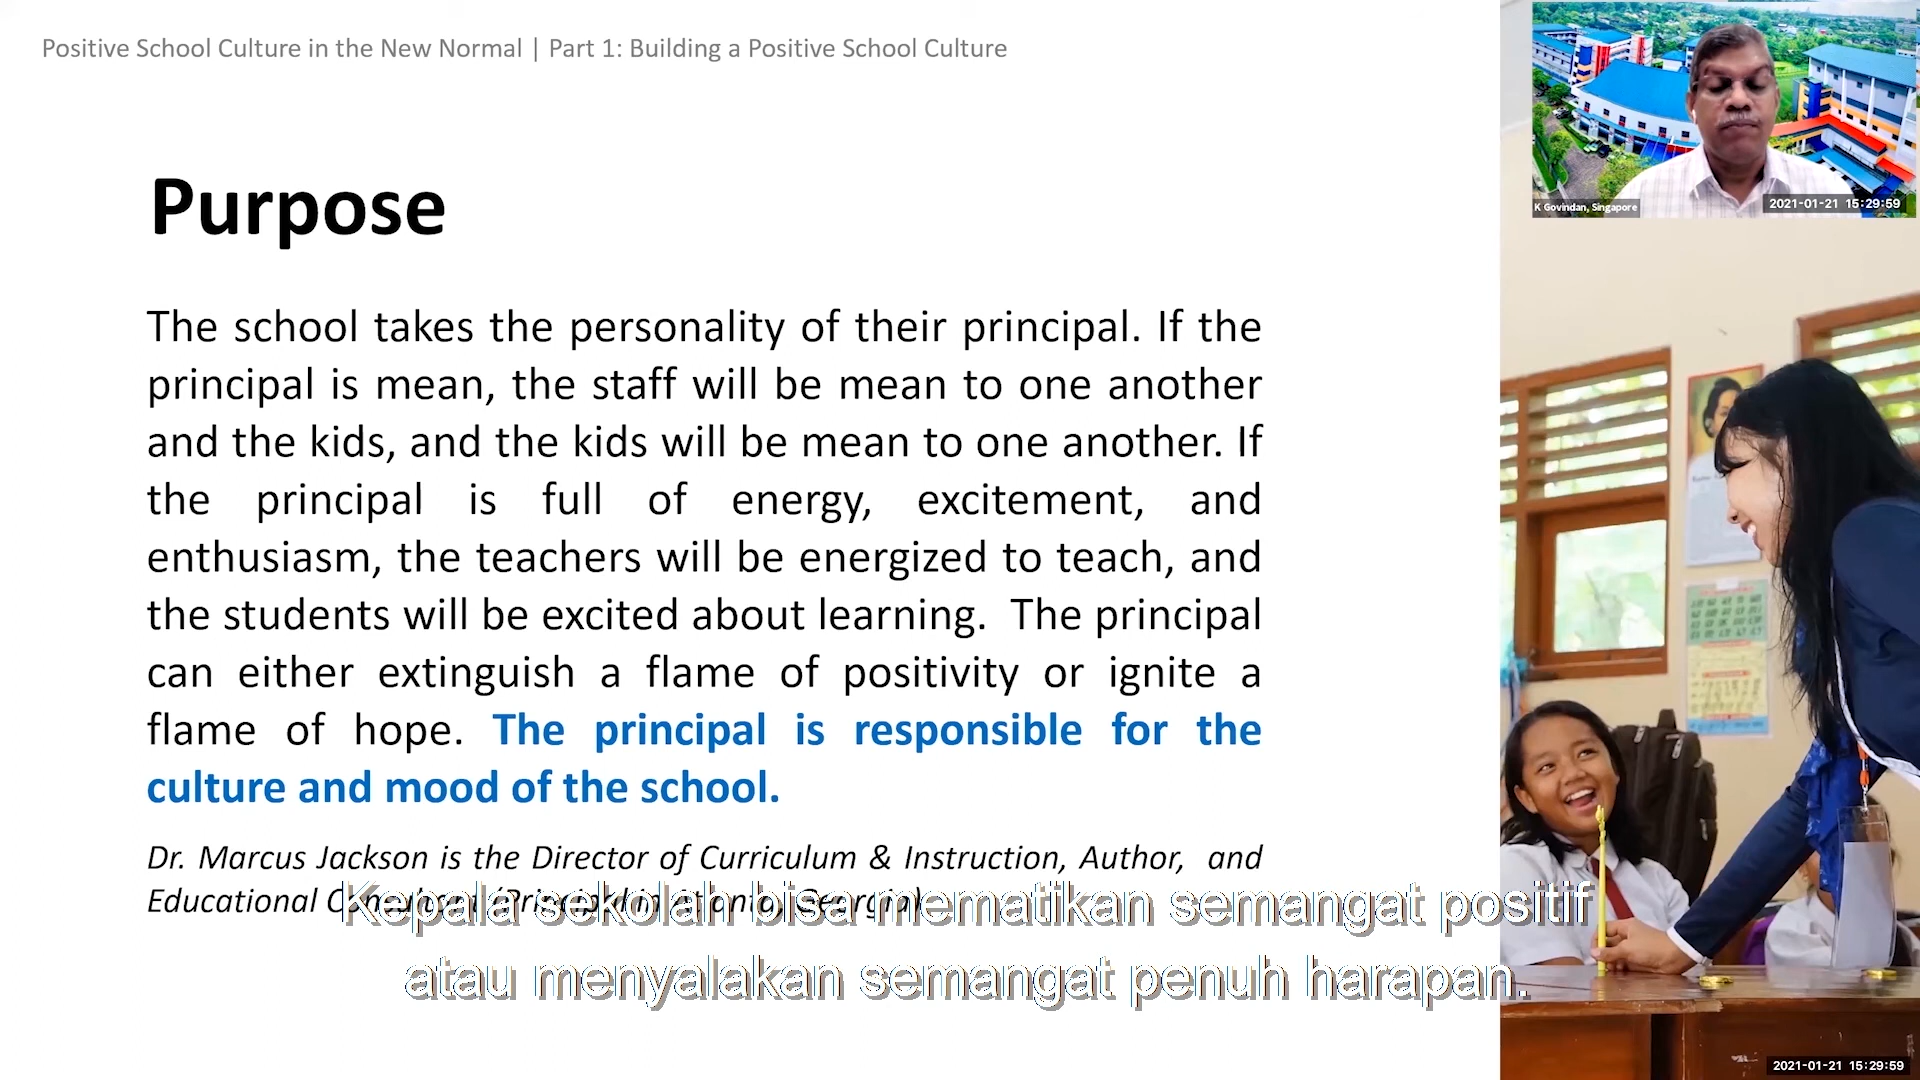 Positive School Culture in the New Normal | Part 1: Building a Positive School Culture
Purpose
The school takes the personality of their principal. If the
principal is mean, the staff will be mean to one another
and the kids, and the kids will be mean to one another. If
the principal is full of energy, excitement, and
enthusiasm, the teachers will be energized to teach, and
the students will be excited about learning. The principal
can either extinguish a flame of positivity or ignite a
flame of hope. The principal is responsible for the
culture and mood of the school.
Dr. Marcus Jackson is the Director of Curriculum & Instruction, Author, and
Educational
Kepala sekolah bisa mematikan semangat positif
atau menyalakan semangat penuh harapan.
K Govindan, Singapore
2021-01-21 15:29:59
2021-01-21 15:29:59